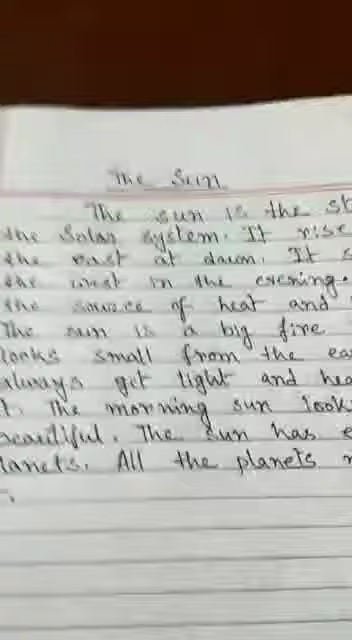 The Sun
The sun is the st
the Solar system. It rise
the east at dawn. It s
the west in the evening.
the source of heat and
The sun is a big fire
looks small from the ea
always get light and hea
t. The morning sun look
beautiful. The sun has e
lanets. All the planets